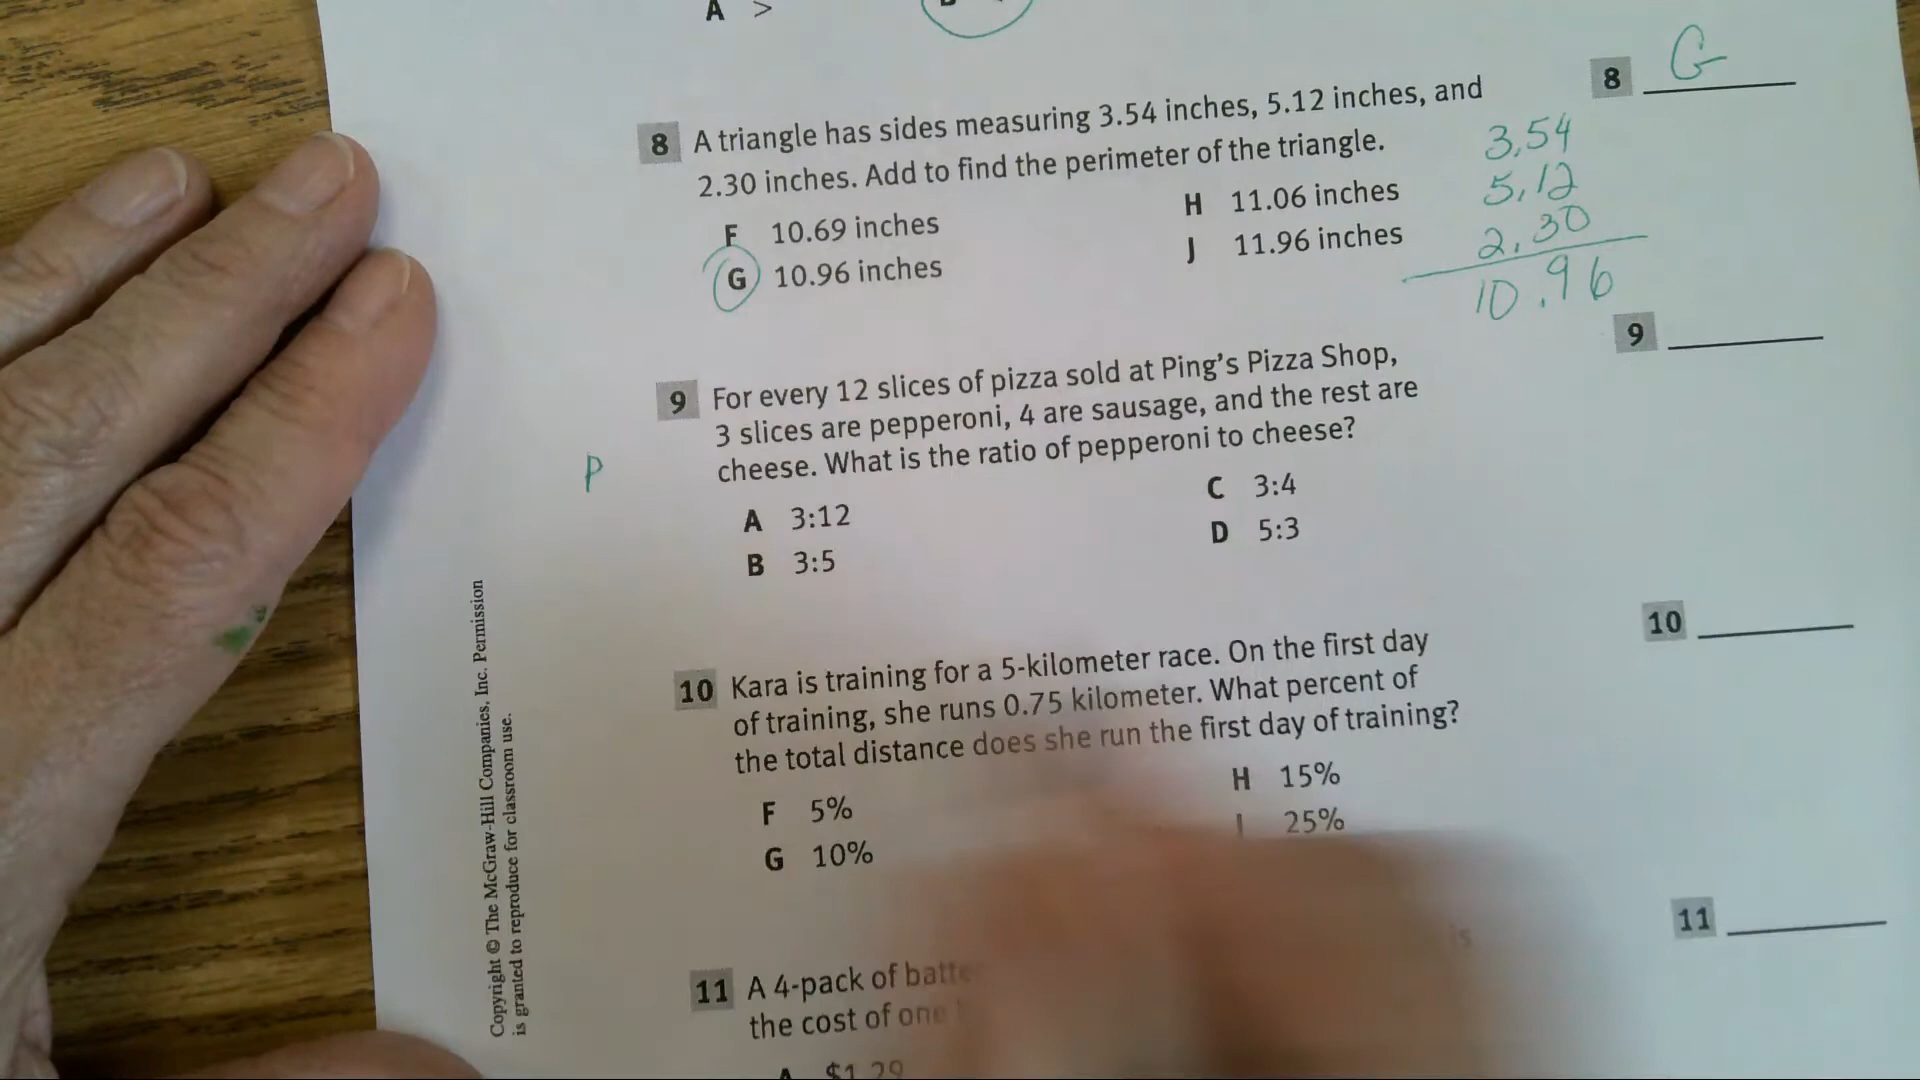 A >
8 G
8 A triangle has sides measuring 3.54 inches, 5.12 inches, and
2.30 inches. Add to find the perimeter of the triangle.
F 10.69 inches
G 10.96 inches
H 11.06 inches
J 11.96 inches
3.54
5.12
2.30
10.96
9
9 For every 12 slices of pizza sold at Ping's Pizza Shop,
3 slices are pepperoni, 4 are sausage, and the rest are
cheese. What is the ratio of pepperoni to cheese?
P
A 3:12
B 3:5
C 3:4
D 5:3
10
10 Kara is training for a 5-kilometer race. On the first day
of training, she runs 0.75 kilometer. What percent of
the total distance does she run the first day of training?
F 5%
G 10%
H 15%
25%
11
11 A 4-pack of
is
the cost of one
A $1.29
Copyright © The McGraw-Hill Companies, Inc. Permission
is granted to reproduce for classroom use.